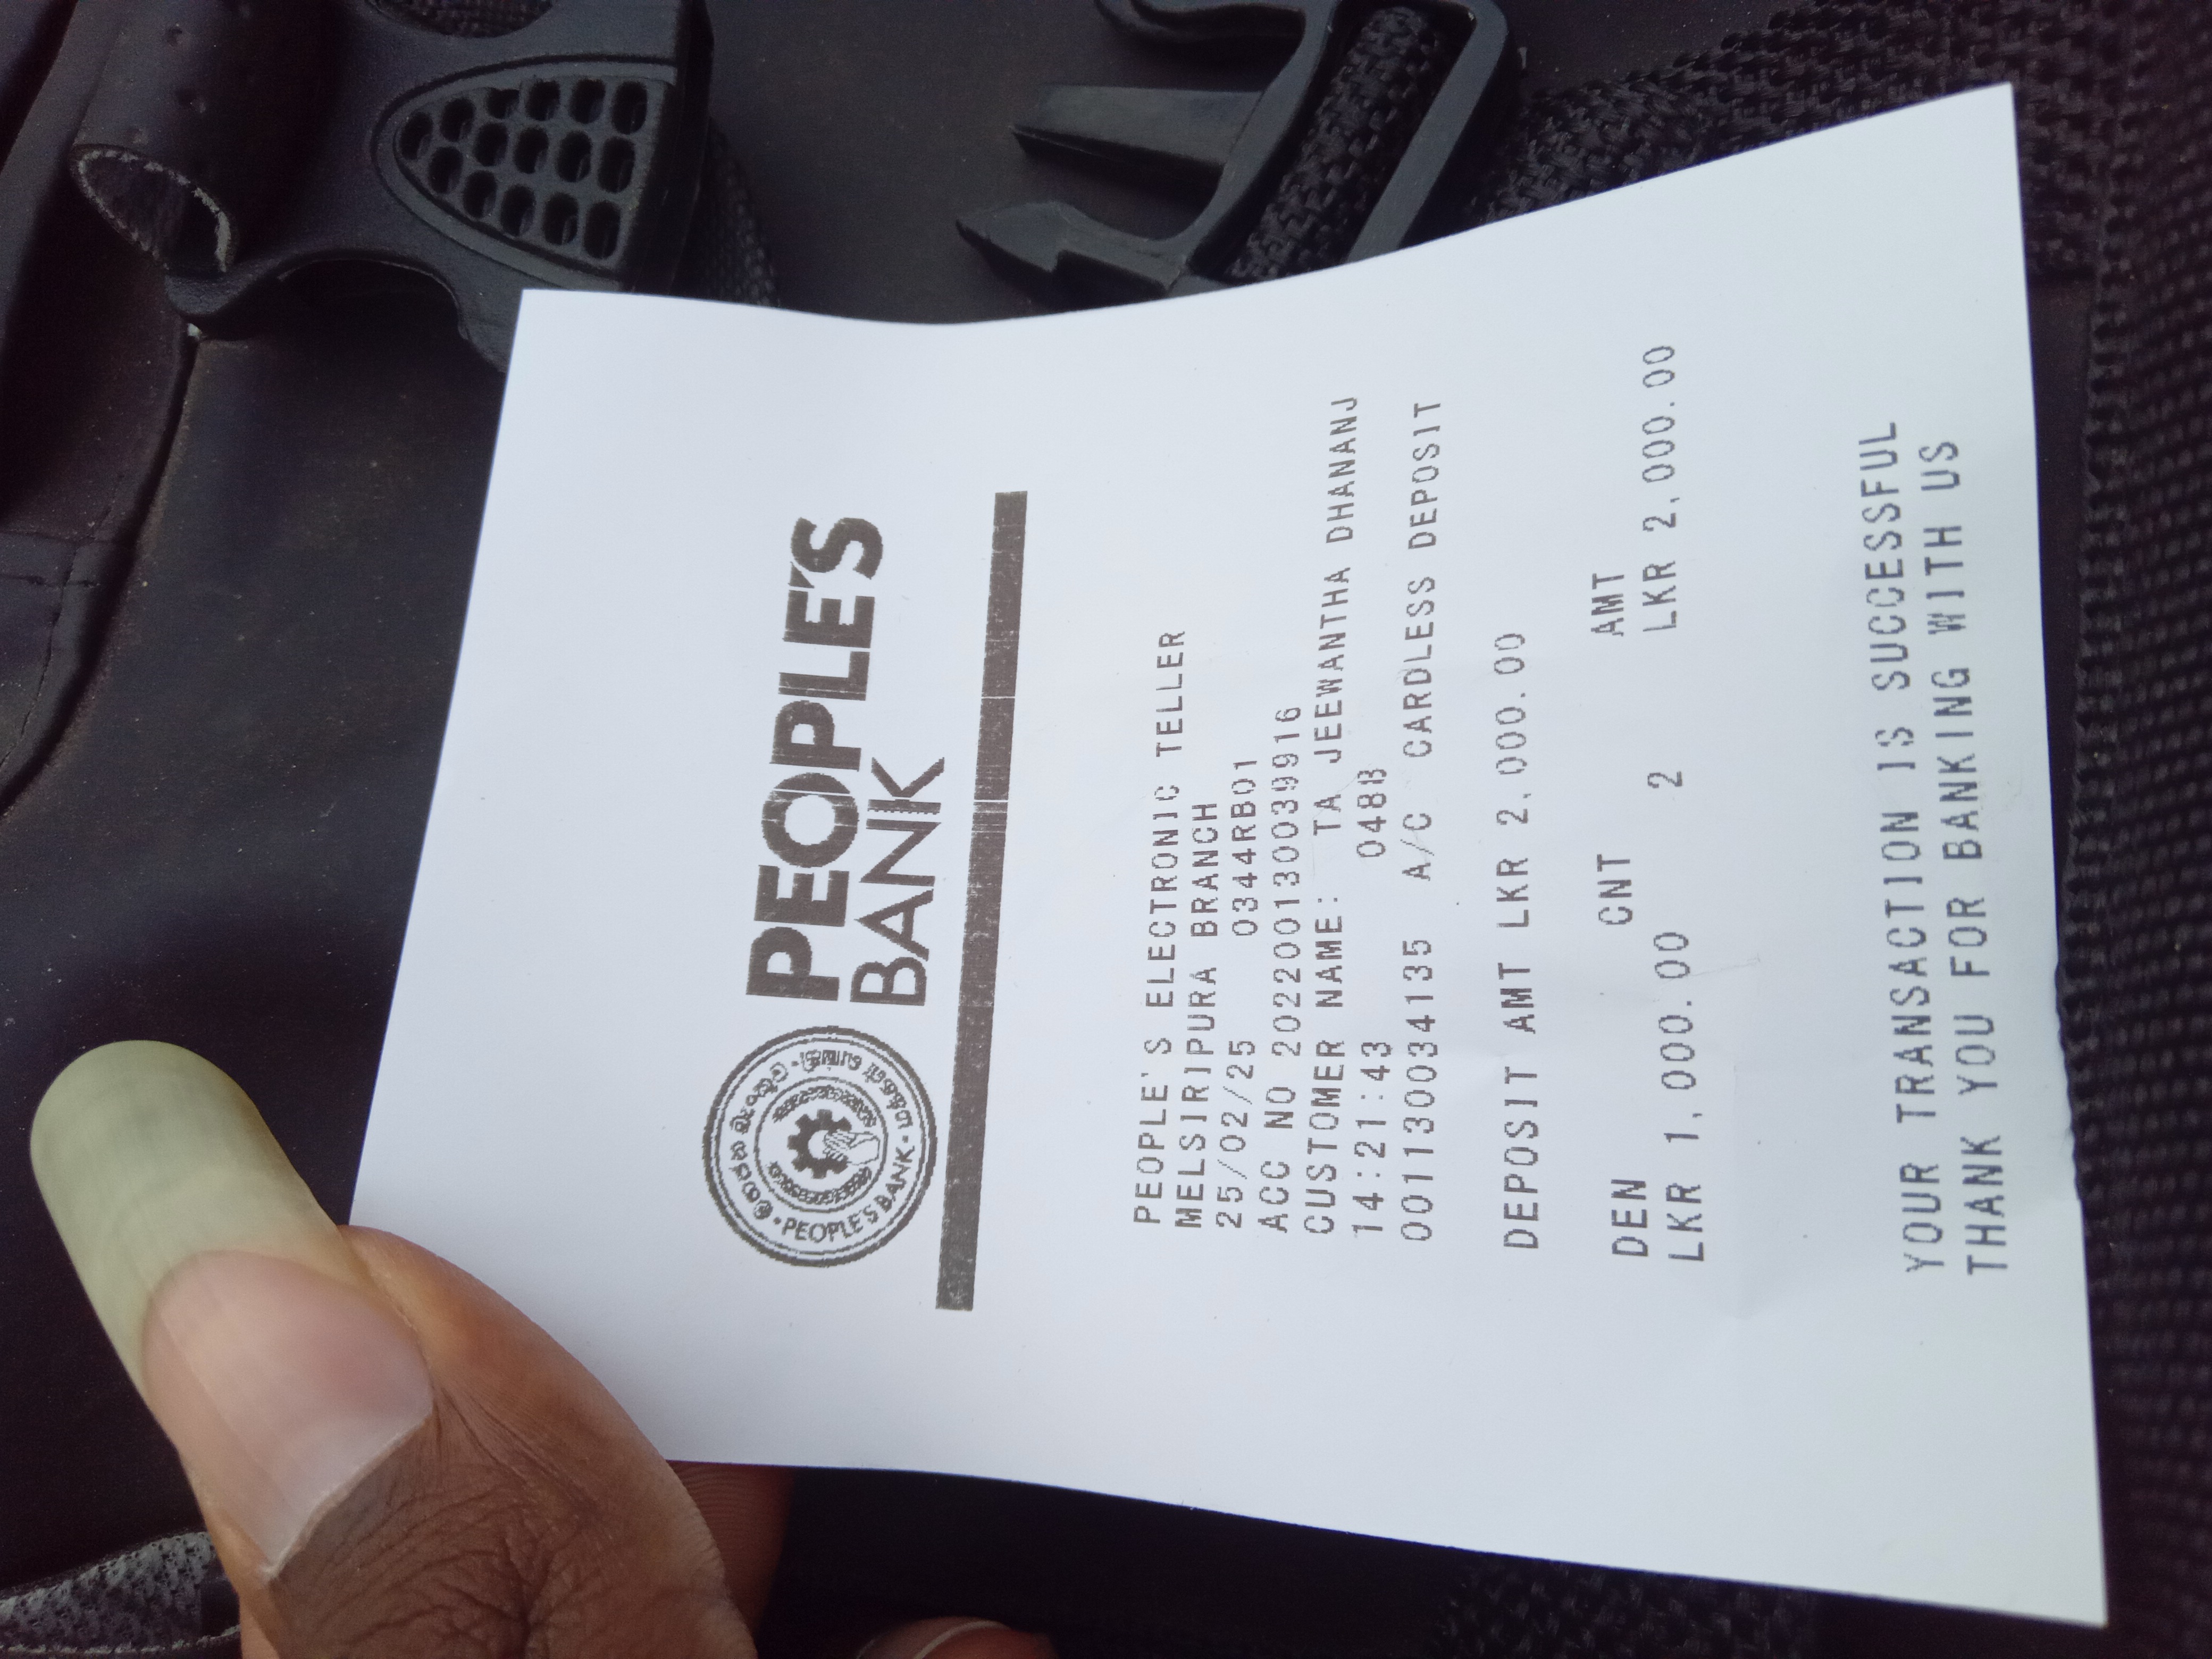 PEOPLE'S
BANK
PEOPLE'S BANK
PEOPLE'S ELECTRONIC TELLER
MELSIRIPURA BRANCH
25/02/25 0344RB01
ACC NO 202200130039916
CUSTOMER NAME: TA JEEWANTHA DHANANJ
14:21:43 048B
001130034135 A/C CARDLESS DEPOSIT
DEPOSIT AMT LKR 2,000.00
DEN CNT AMT
LKR 1,000.00 2 LKR 2,000.00
YOUR TRANSACTION IS SUCCESSFUL
THANK YOU FOR BANKING WITH US